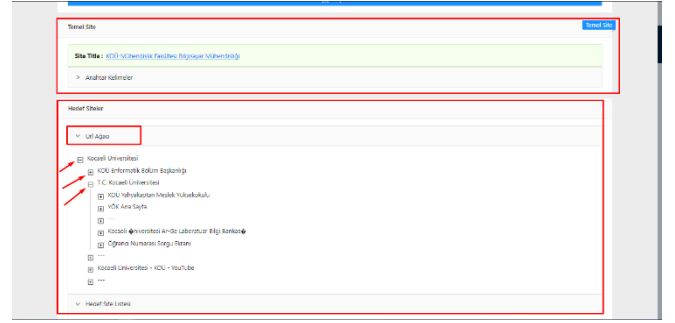 Temel Site
Temel Site
Site Title : KOÜ-Mühendislik Fakültesi Bilgisayar Mühendisliği
> Anahtar Kelimeler
Hedef Siteler
Url Ağacı
Kocaeli Üniversitesi
KOÜ Enformatik Bölüm Başkanlığı
T.C. Kocaeli Üniversitesi
KOÜ Yahyakaptan Meslek Yüksekokulu
YÖK Ana Sayfa
---
Kocaeli �niversitesi Ar-Ge Laboratuar Bilgi Bankas�
Öğrenci Numarası Sorgu Ekranı
---
Kocaeli Üniversitesi - KOÜ - YouTube
---
Hedef Site Listesi